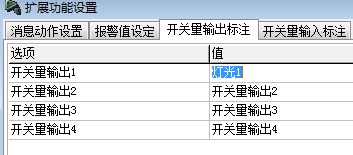 扩展功能设置
消息动作设置 报警值设定 开关量输出标注 开关量输入标注
选项 值
开关量输出1 灯光1
开关量输出2 开关量输出2
开关量输出3 开关量输出3
开关量输出4 开关量输出4